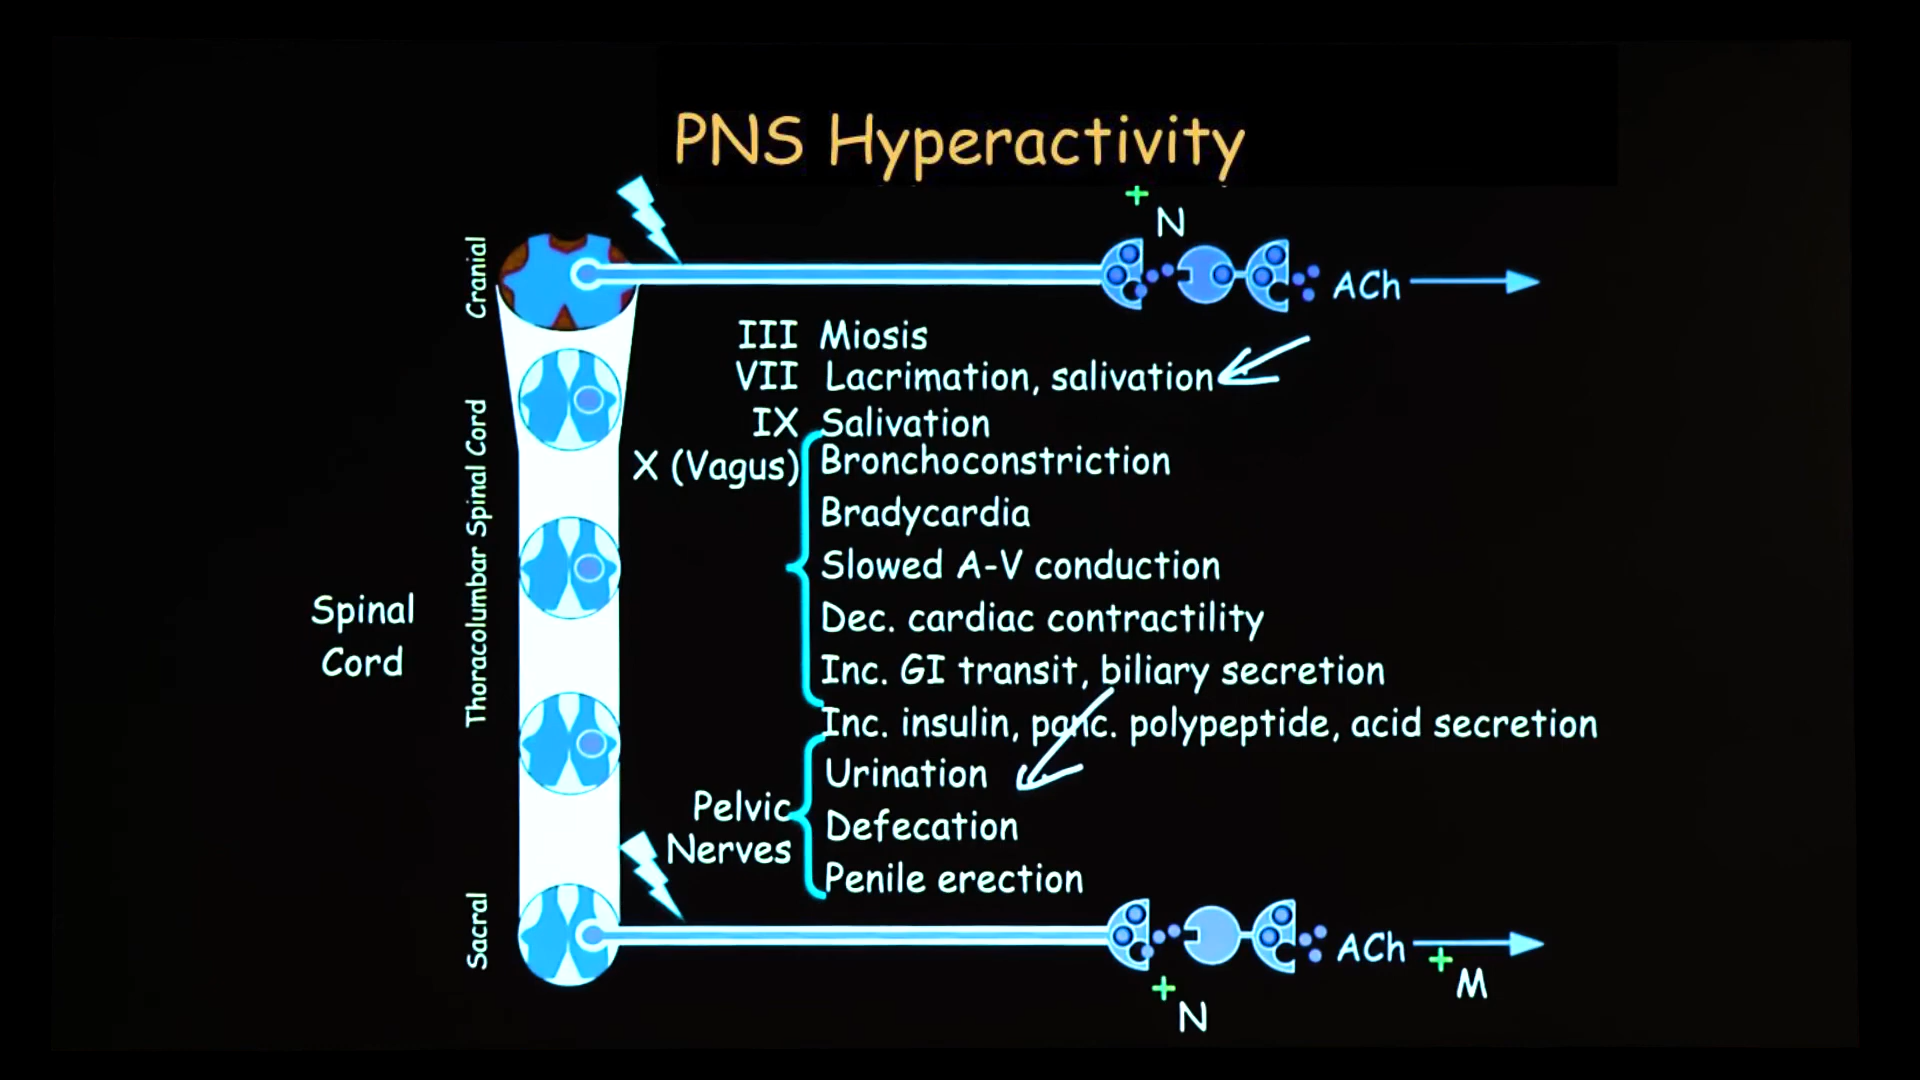 PNS Hyperactivity
+
N
Cranial
ACh
III Miosis
VII Lacrimation, salivation
IX Salivation
X (Vagus) Bronchoconstriction
Bradycardia
Slowed A-V conduction
Dec. cardiac contractility
Inc. GI transit, biliary secretion
Inc. insulin, panc. polypeptide, acid secretion
Thoracolumbar Spinal Cord
Spinal
Cord
Pelvic
Nerves
Urination
Defecation
Penile erection
Sacral
ACh
+
M
+
N